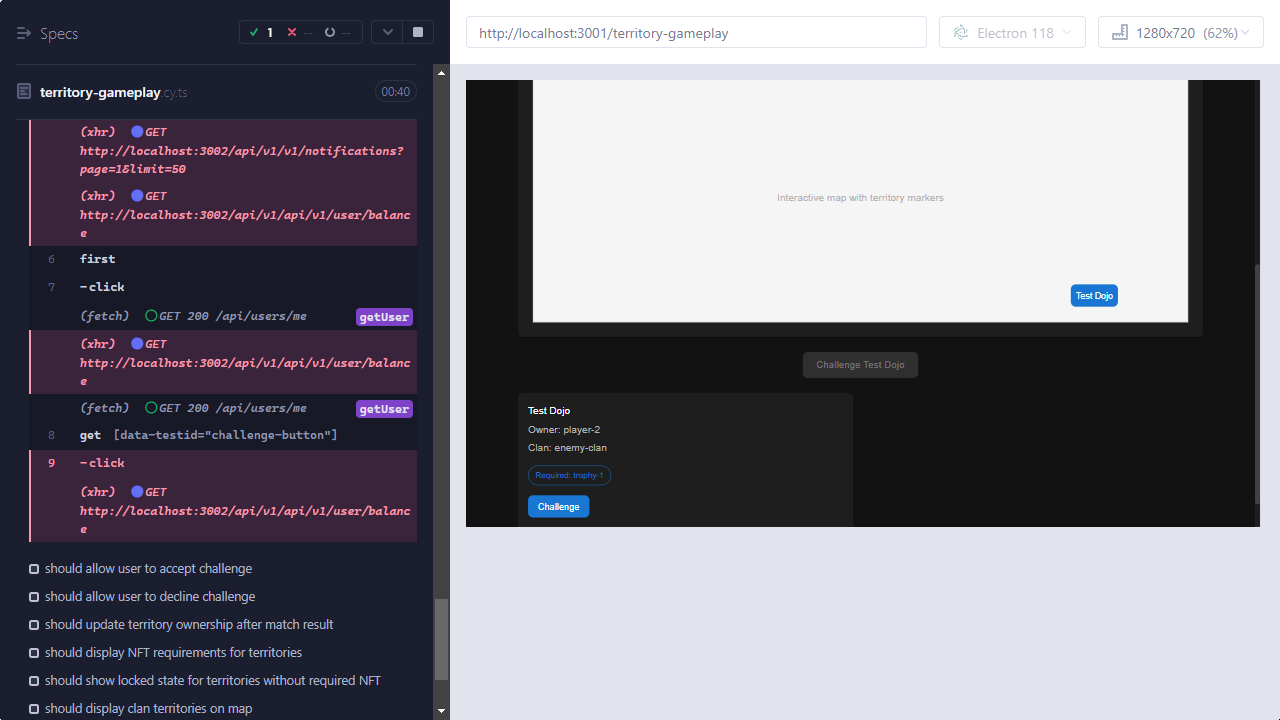 Specs
1 -- --
territory-gameplay.cy.ts 00:40
(xhr) GET
http://localhost:3002/api/v1/v1/notifications?
page=1&limit=50
(xhr) GET
http://localhost:3002/api/v1/api/v1/user/balanc
e
6 first
7 -click
(fetch) GET 200 /api/users/me getUser
(xhr) GET
http://localhost:3002/api/v1/api/v1/user/balanc
e
(fetch) GET 200 /api/users/me getUser
8 get [data-testid="challenge-button"]
9 -click
(xhr) GET
http://localhost:3002/api/v1/api/v1/user/balanc
e
should allow user to accept challenge
should allow user to decline challenge
should update territory ownership after match result
should display NFT requirements for territories
should show locked state for territories without required NFT
should display clan territories on map
http://localhost:3001/territory-gameplay
Electron 118
1280x720 (62%)
Interactive map with territory markers
Test Dojo
Challenge Test Dojo
Test Dojo
Owner: player-2
Clan: enemy-clan
Required: trophy-1
Challenge